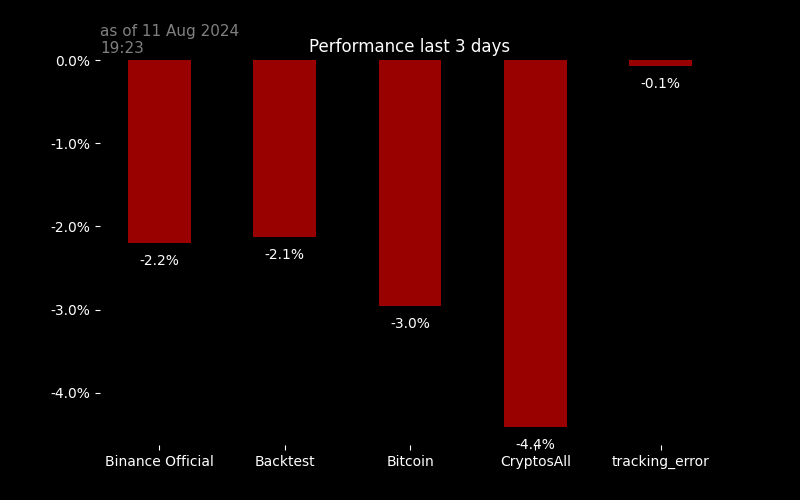 as of 11 Aug 2024
19:23
Performance last 3 days
0.0%
-1.0%
-2.0%
-3.0%
-4.0%
-2.2%
-2.1%
-3.0%
-4.4%
-0.1%
Binance Official
Backtest
Bitcoin
CryptosAll
tracking_error